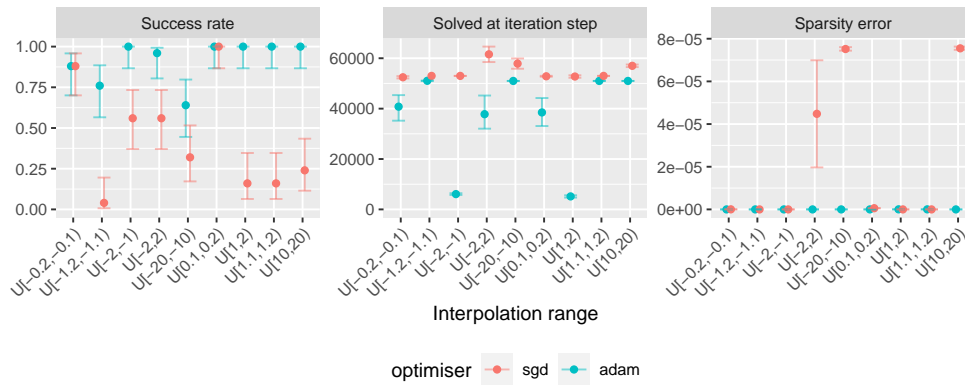 Success rate
Solved at iteration step
Sparsity error
1.00
0.75
0.50
0.25
0.00
60000
40000
20000
0
8e−05
6e−05
4e−05
2e−05
0e+00
U[−0.2,−0.1)
U[−1.2,−1.1)
U[−2,−1)
U[−2,2)
U[−20,−10)
U[0.1,0.2)
U[1,2)
U[1.1,1.2)
U[10,20)
U[−0.2,−0.1)
U[−1.2,−1.1)
U[−2,−1)
U[−2,2)
U[−20,−10)
U[0.1,0.2)
U[1,2)
U[1.1,1.2)
U[10,20)
U[−0.2,−0.1)
U[−1.2,−1.1)
U[−2,−1)
U[−2,2)
U[−20,−10)
U[0.1,0.2)
U[1,2)
U[1.1,1.2)
U[10,20)
Interpolation range
optimiser sgd adam